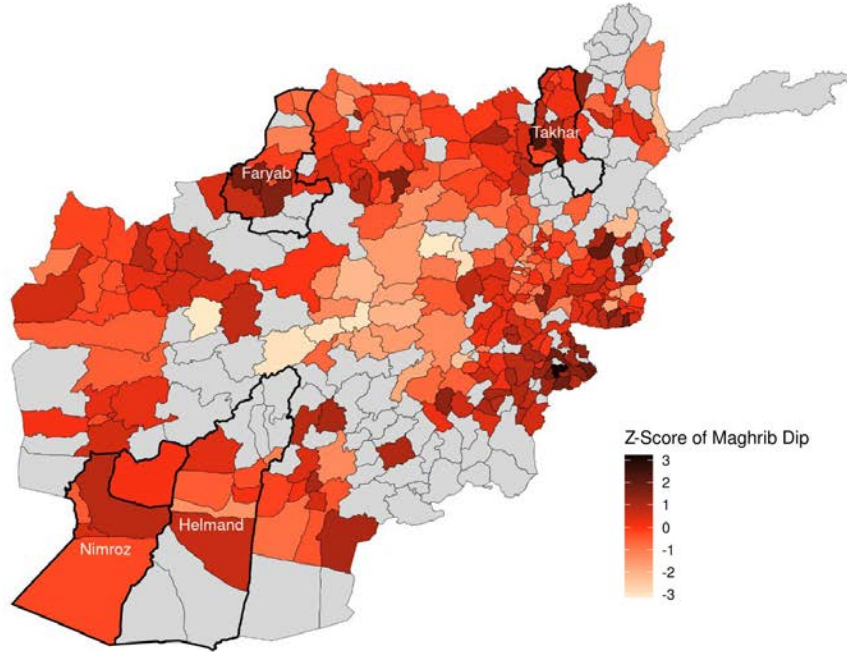 Takhar
Faryab
Z-Score of Maghrib Dip
3
2
1
0
-1
-2
-3
Helmand
Nimroz